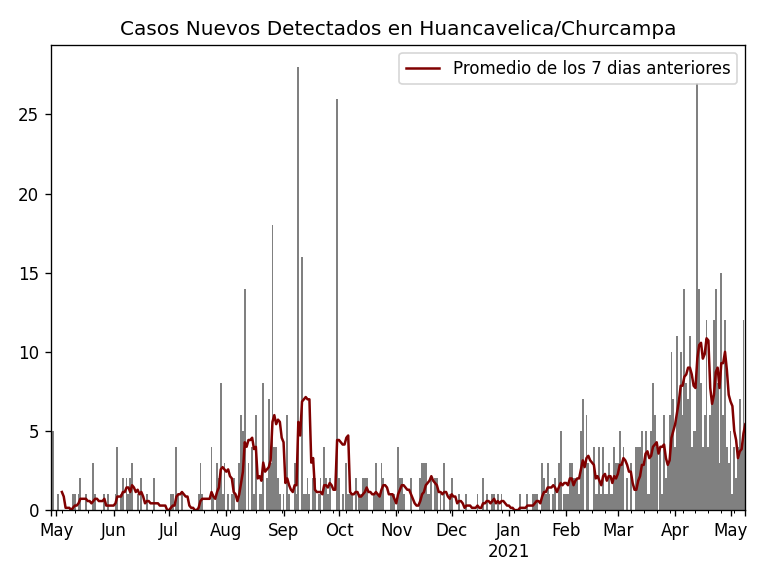 Casos Nuevos Detectados en Huancavelica/Churcampa
Promedio de los 7 dias anteriores
25
20
15
10
5
0
May Jun Jul Aug Sep Oct Nov Dec Jan Feb Mar Apr May
2021